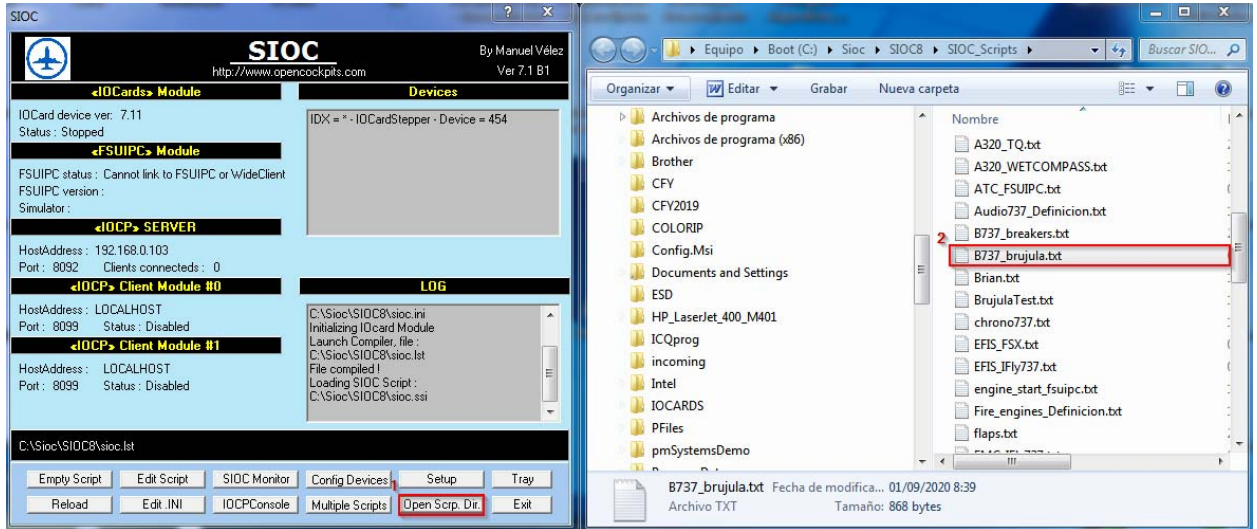 SIOC
SIOC
By Manuel Vélez
http://www.opencockpits.com
Ver 7.1 B1
«IOCards» Module
IOCard device ver: 7.11
Status : Stopped
«FSUIPC» Module
FSUIPC status : Cannot link to FSUIPC or WideClient
FSUIPC version :
Simulator :
«IOCP» SERVER
HostAddress : 192.168.0.103
Port : 8092 Clients connecteds : 0
«IOCP» Client Module #0
HostAddress : LOCALHOST
Port : 8099 Status : Disabled
«IOCP» Client Module #1
HostAddress : LOCALHOST
Port : 8099 Status : Disabled
Devices
IDX = * - IOCardStepper - Device = 454
LOG
C:\Sioc\SIOC8\sioc.ini
Initializing IOcard Module
Launch Compiler, file :
C:\Sioc\SIOC8\sioc.lst
File compiled !
Loading SIOC Script :
C:\Sioc\SIOC8\sioc.ssi
C:\Sioc\SIOC8\sioc.lst
Empty Script Edit Script SIOC Monitor Config Devices 1 Setup Tray
Reload Edit .INI IOCPConsole Multiple Scripts Open Scrp. Dir. Exit
Equipo Boot (C:) Sioc SIOC8 SIOC_Scripts
Buscar SIO...
Organizar Editar Grabar Nueva carpeta
Archivos de programa
Archivos de programa (x86)
Brother
CFY
CFY2019
COLORIP
Config.Msi
Documents and Settings
ESD
HP_LaserJet_400_M401
ICQprog
incoming
Intel
IOCARDS
PFiles
pmSystemsDemo
Nombre
A320_TQ.txt
A320_WETCOMPASS.txt
ATC_FSUIPC.txt
Audio737_Definicion.txt
B737_breakers.txt
2 B737_brujula.txt
Brian.txt
BrujulaTest.txt
chrono737.txt
EFIS_FSX.txt
EFIS_IFly737.txt
engine_start_fsuipc.txt
Fire_engines_Definicion.txt
flaps.txt
B737_brujula.txt Fecha de modifica... 01/09/2020 8:39
Archivo TXT Tamaño: 868 bytes